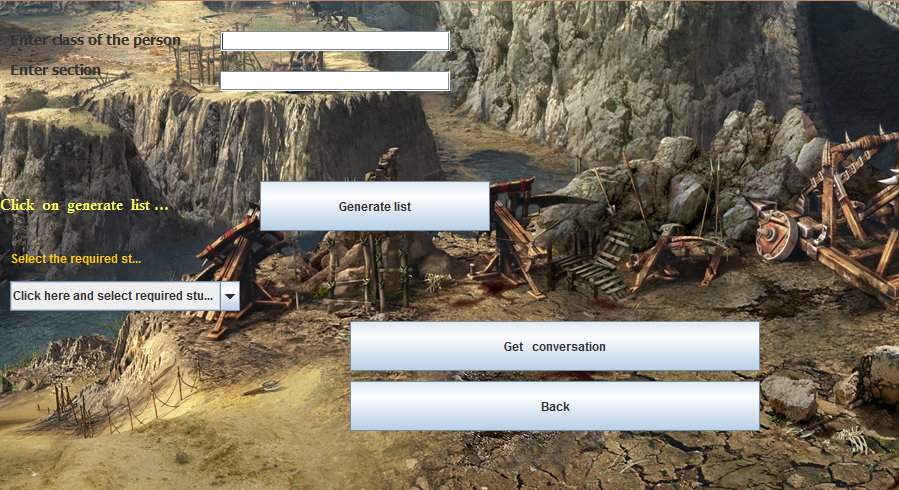 Enter class of the person
Enter section
Click on generate list ...
Generate list
Select the required st...
Click here and select required stu...
Get conversation
Back